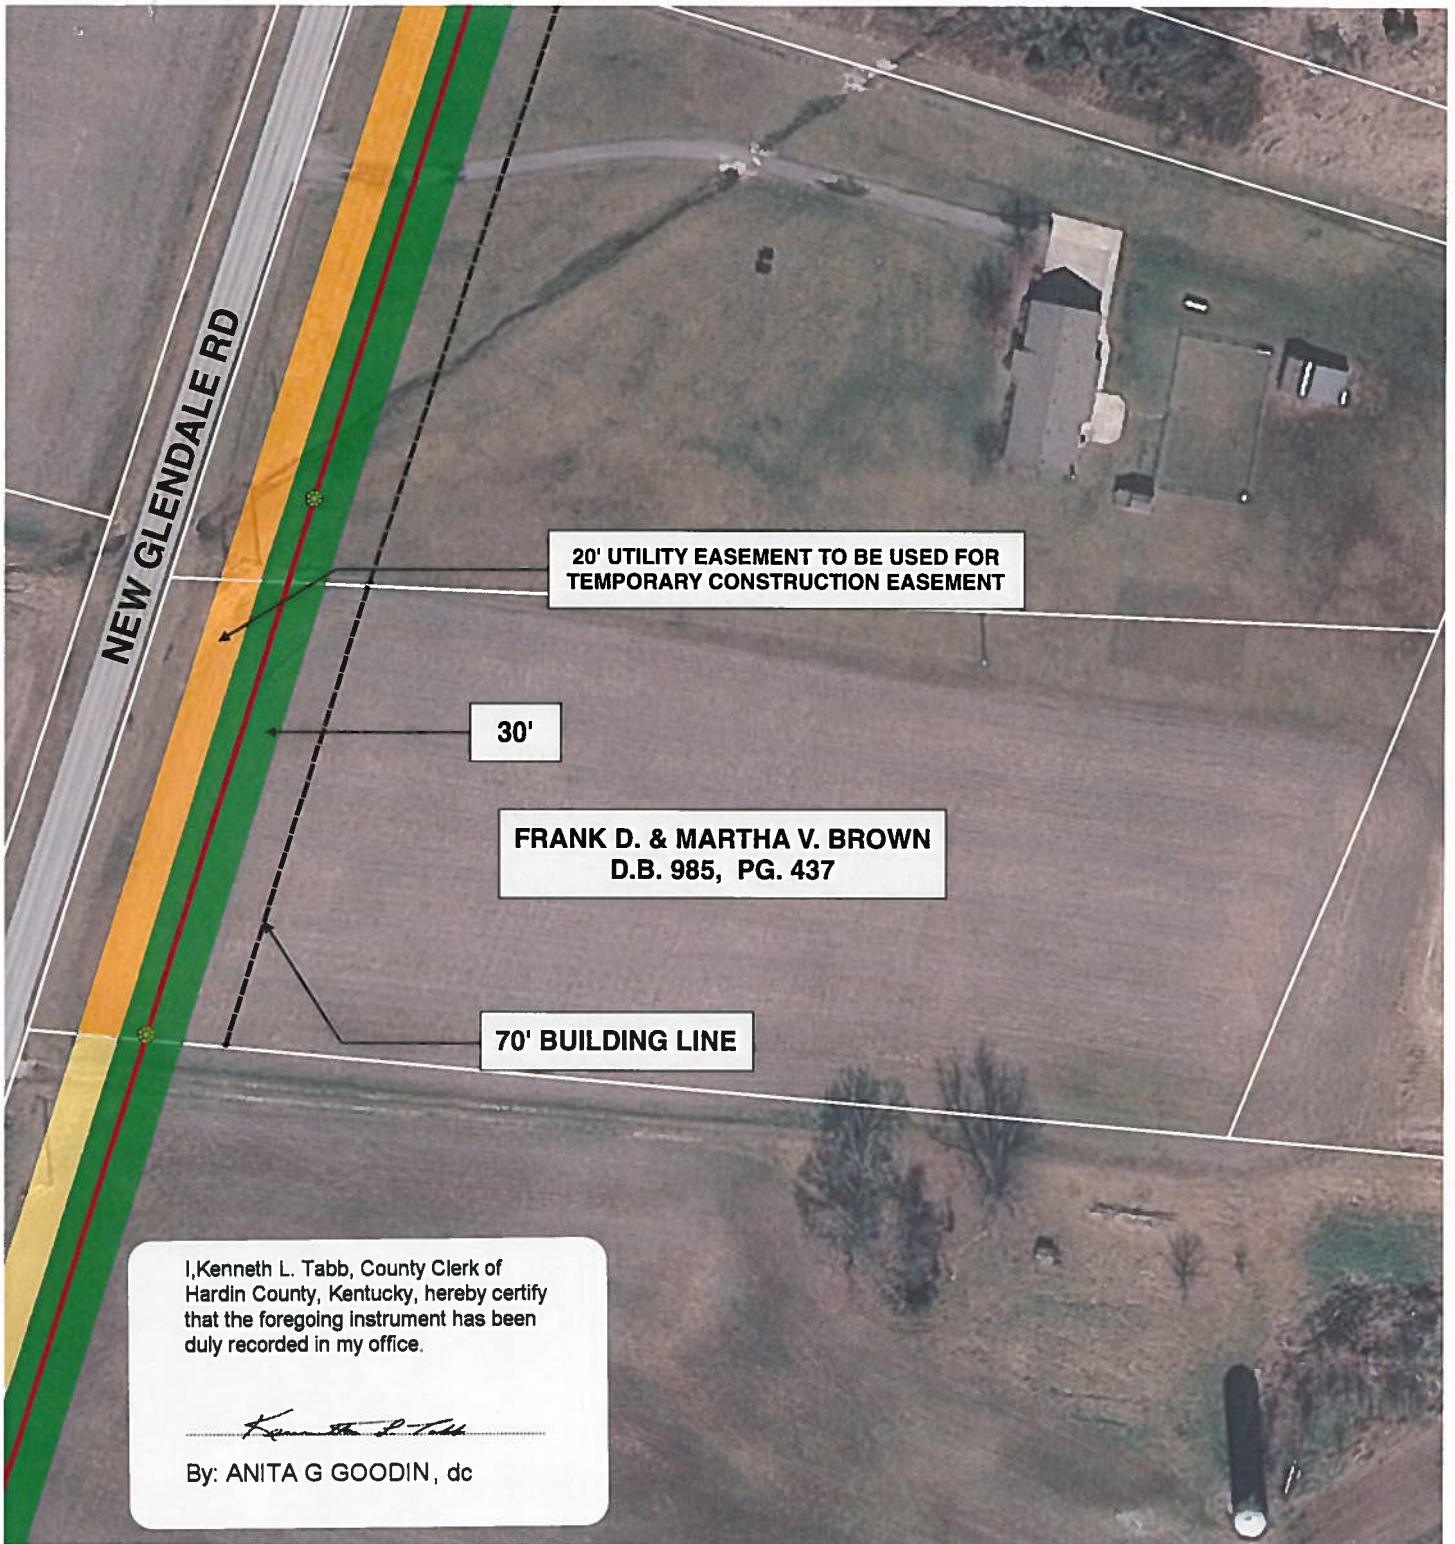 NEW GLENDALE RD
20' UTILITY EASEMENT TO BE USED FOR
TEMPORARY CONSTRUCTION EASEMENT
30'
FRANK D. & MARTHA V. BROWN
D.B. 985, PG. 437
70' BUILDING LINE
I,Kenneth L. Tabb, County Clerk of
Hardin County, Kentucky, hereby certify
that the foregoing instrument has been
duly recorded in my office.
Kenneth L. Tabb
By: ANITA G GOODIN, dc